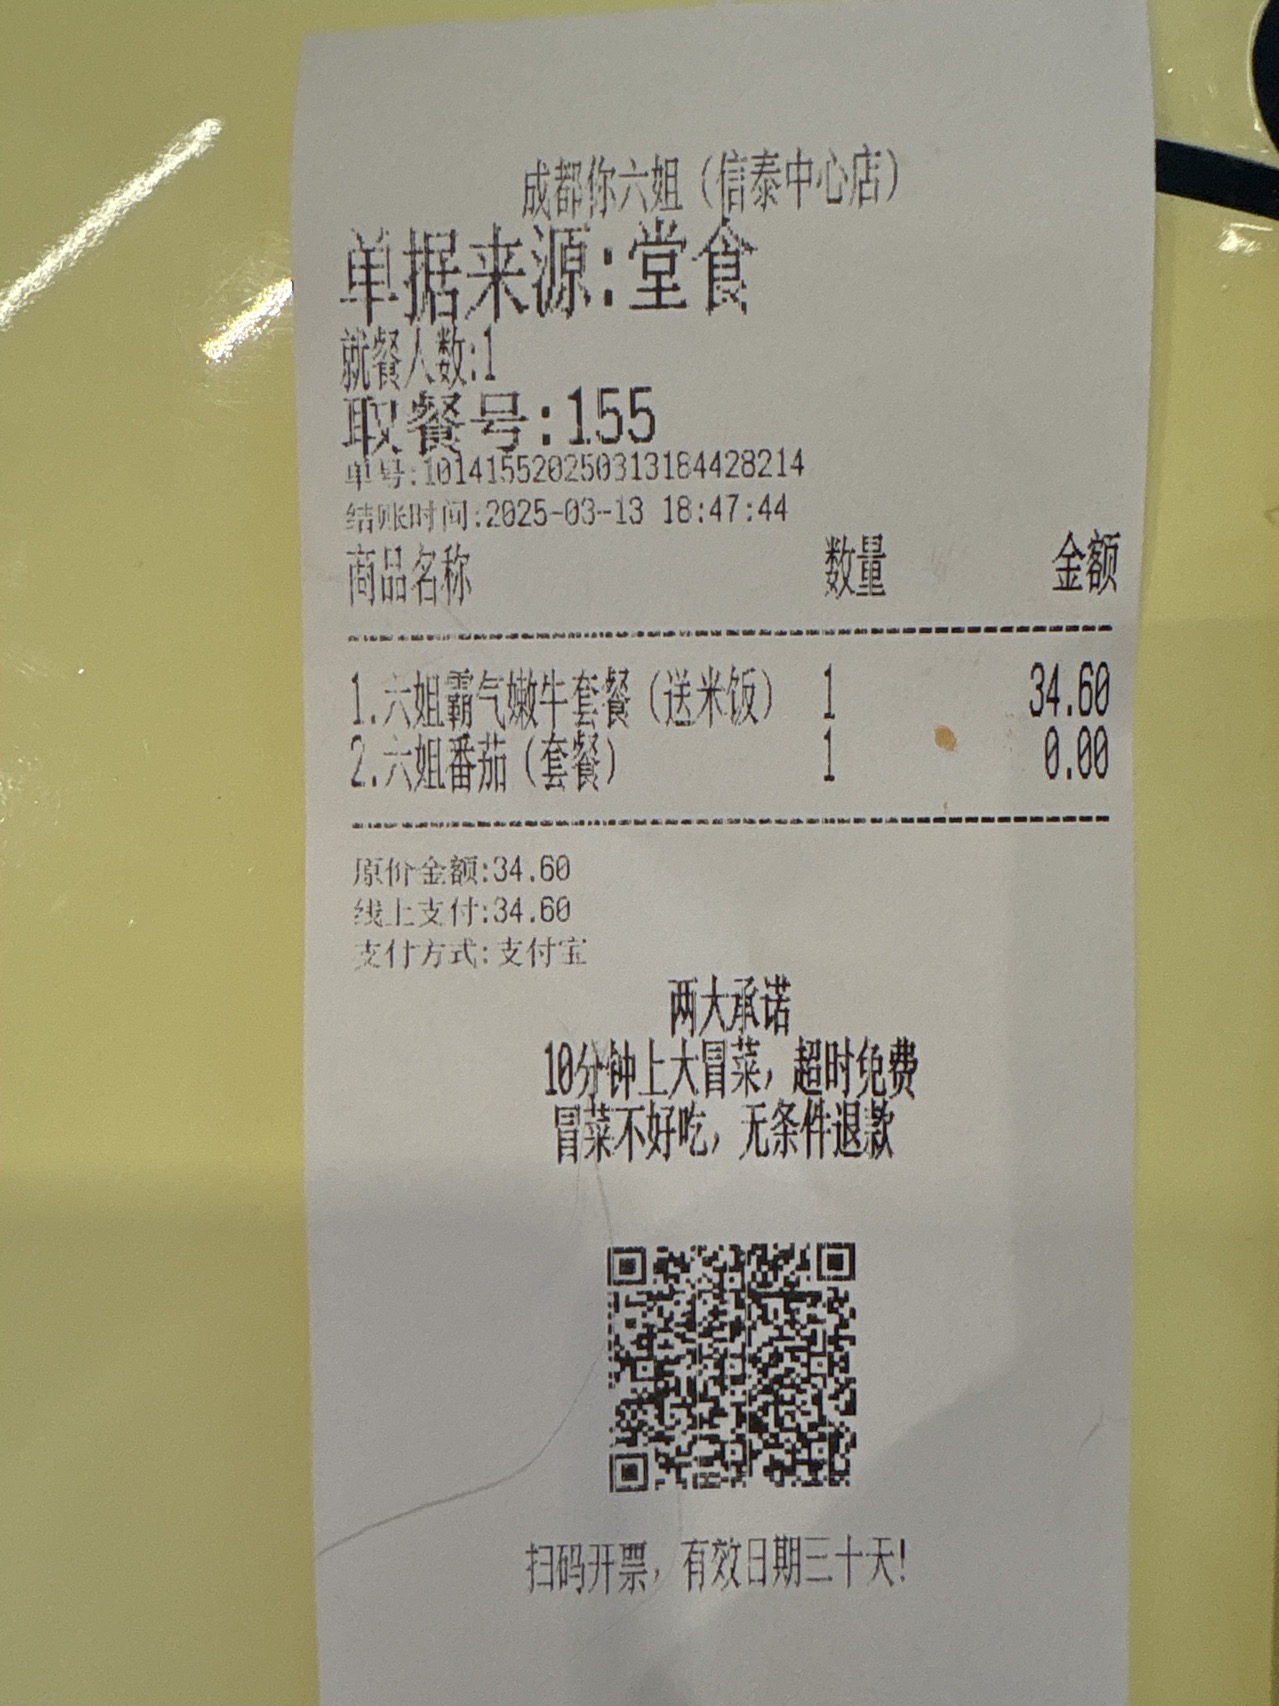 成都你六姐（信泰中心店）
单据来源:堂食
就餐人数:1
取餐号:155
单号:101415520250313184428214
结账时间:2025-03-13 18:47:44
商品名称 数量 金额
1.六姐霸气嫩牛套餐（送米饭） 1 34.60
2.六姐番茄（套餐） 1 0.00
原价金额:34.60
线上支付:34.60
支付方式:支付宝
两大承诺
10分钟上大冒菜，超时免费
冒菜不好吃，无条件退款
扫码开票，有效日期三十天!